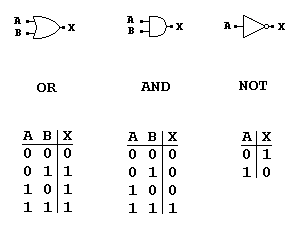 A
B
X
A
B
X
A
X
OR
AND
NOT
A B X
0 0 0
0 1 1
1 0 1
1 1 1
A B X
0 0 0
0 1 0
1 0 0
1 1 1
A X
0 1
1 0